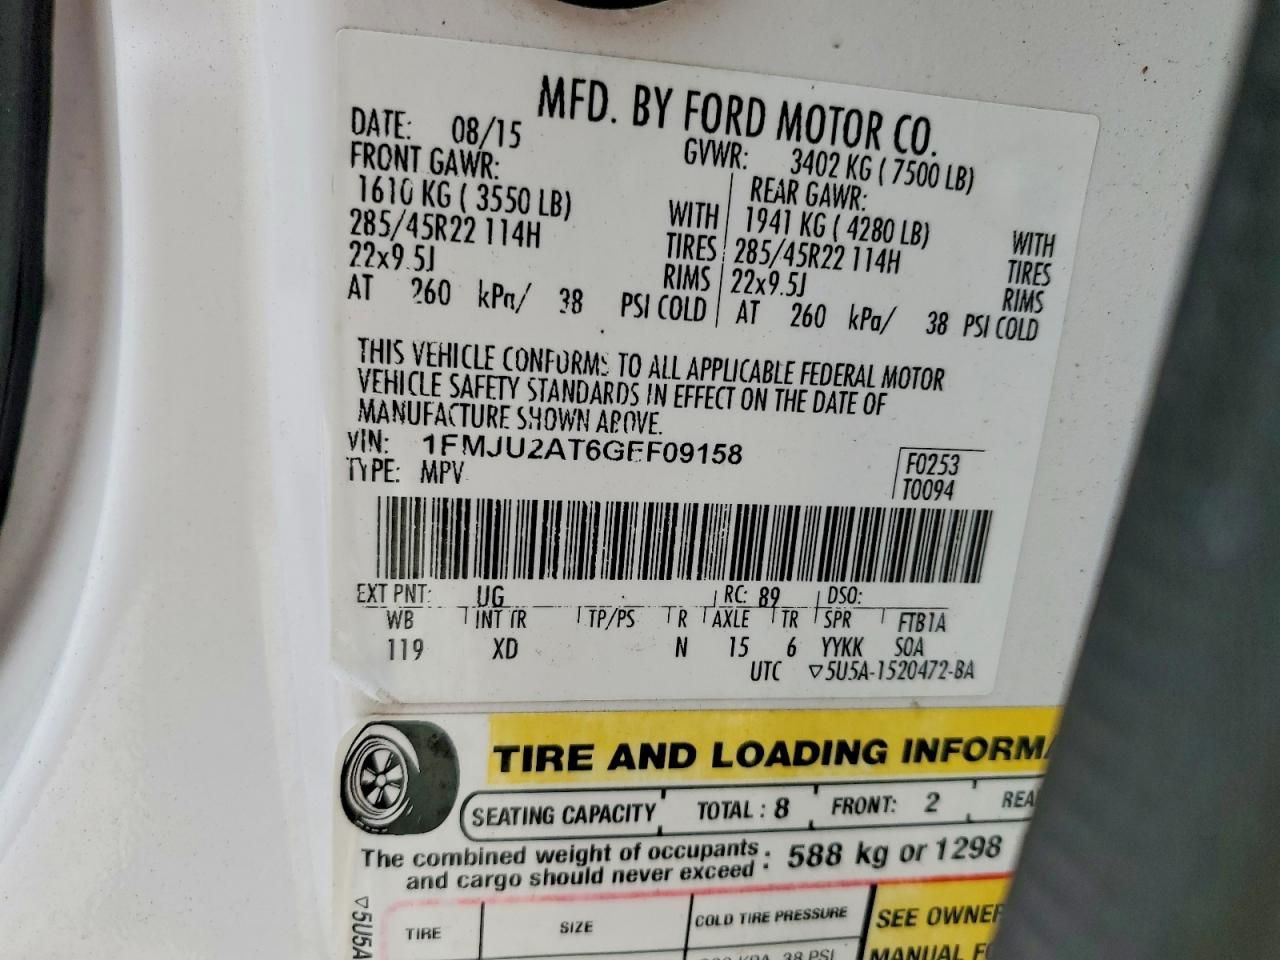 MFD. BY FORD MOTOR CO.
DATE: 08/15 GVWR: 3402 KG ( 7500 LB)
FRONT GAWR: REAR GAWR:
1610 KG ( 3550 LB) WITH 1941 KG ( 4280 LB) WITH
285/45R22 114H TIRES 285/45R22 114H TIRES
22x9.5J RIMS 22x9.5J RIMS
AT 260 kPa/ 38 PSI COLD AT 260 kPa/ 38 PSI COLD
THIS VEHICLE CONFORMS TO ALL APPLICABLE FEDERAL MOTOR
VEHICLE SAFETY STANDARDS IN EFFECT ON THE DATE OF
MANUFACTURE SHOWN ABOVE.
VIN: 1FMJU2AT6GEF09158 F0253
TYPE: MPV T0094
EXT PNT: UG RC: 89 DSO:
WB INT TR TP/PS R AXLE TR SPR FTB1A
119 XD N 15 6 YYKK SOA
UTC ▽5U5A-1520472-BA
TIRE AND LOADING INFORMA
SEATING CAPACITY TOTAL : 8 FRONT: 2 REA
The combined weight of occupants
and cargo should never exceed : 588 kg or 1298
▽5U5A
TIRE SIZE COLD TIRE PRESSURE SEE OWNER
38 PSI MANUAL F